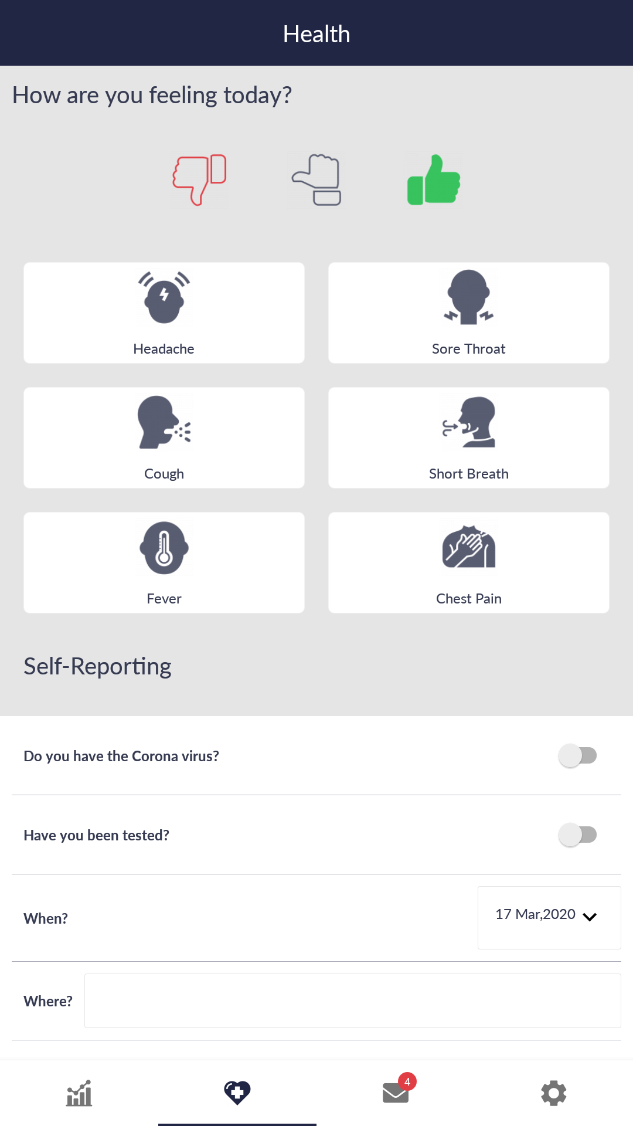 Health
How are you feeling today?
Headache
Sore Throat
Cough
Short Breath
Fever
Chest Pain
Self-Reporting
Do you have the Corona virus?
Have you been tested?
When?
17 Mar,2020
Where?
4